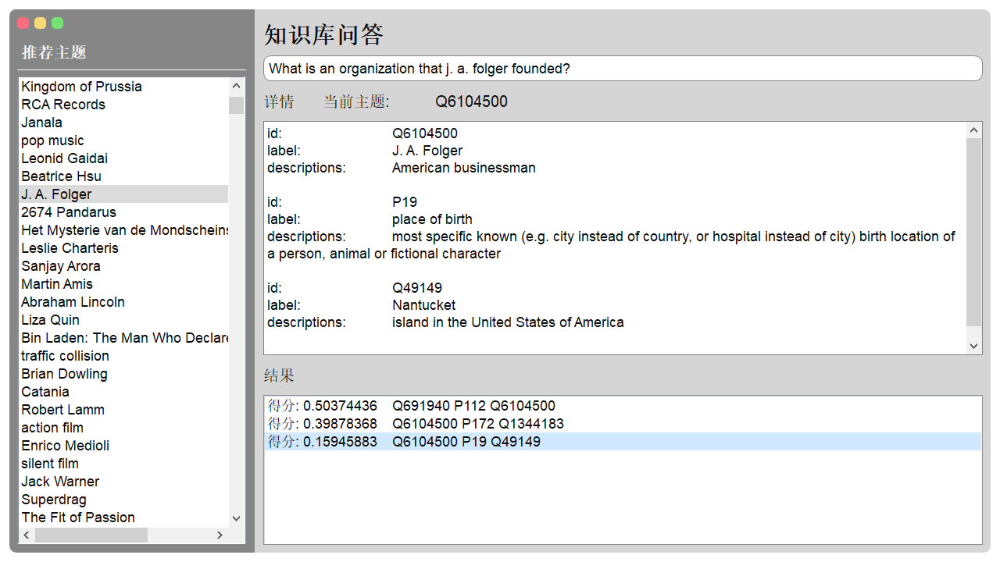 推荐主题
Kingdom of Prussia
RCA Records
Janala
pop music
Leonid Gaidai
Beatrice Hsu
J. A. Folger
2674 Pandarus
Het Mysterie van de Mondscheins
Leslie Charteris
Sanjay Arora
Martin Amis
Abraham Lincoln
Liza Quin
Bin Laden: The Man Who Declare
traffic collision
Brian Dowling
Catania
Robert Lamm
action film
Enrico Medioli
silent film
Jack Warner
Superdrag
The Fit of Passion
知识库问答
What is an organization that j. a. folger founded?
详情 当前主题: Q6104500
id: Q6104500
label: J. A. Folger
descriptions: American businessman
id: P19
label: place of birth
descriptions: most specific known (e.g. city instead of country, or hospital instead of city) birth location of
a person, animal or fictional character
id: Q49149
label: Nantucket
descriptions: island in the United States of America
结果
得分: 0.50374436 Q691940 P112 Q6104500
得分: 0.39878368 Q6104500 P172 Q1344183
得分: 0.15945883 Q6104500 P19 Q49149